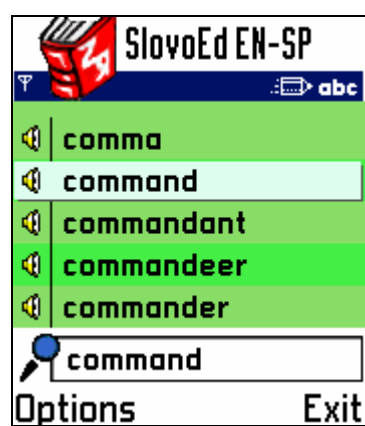 SlovoEd EN-SP
abc
comma
command
commandant
commandeer
commander
command
Options Exit